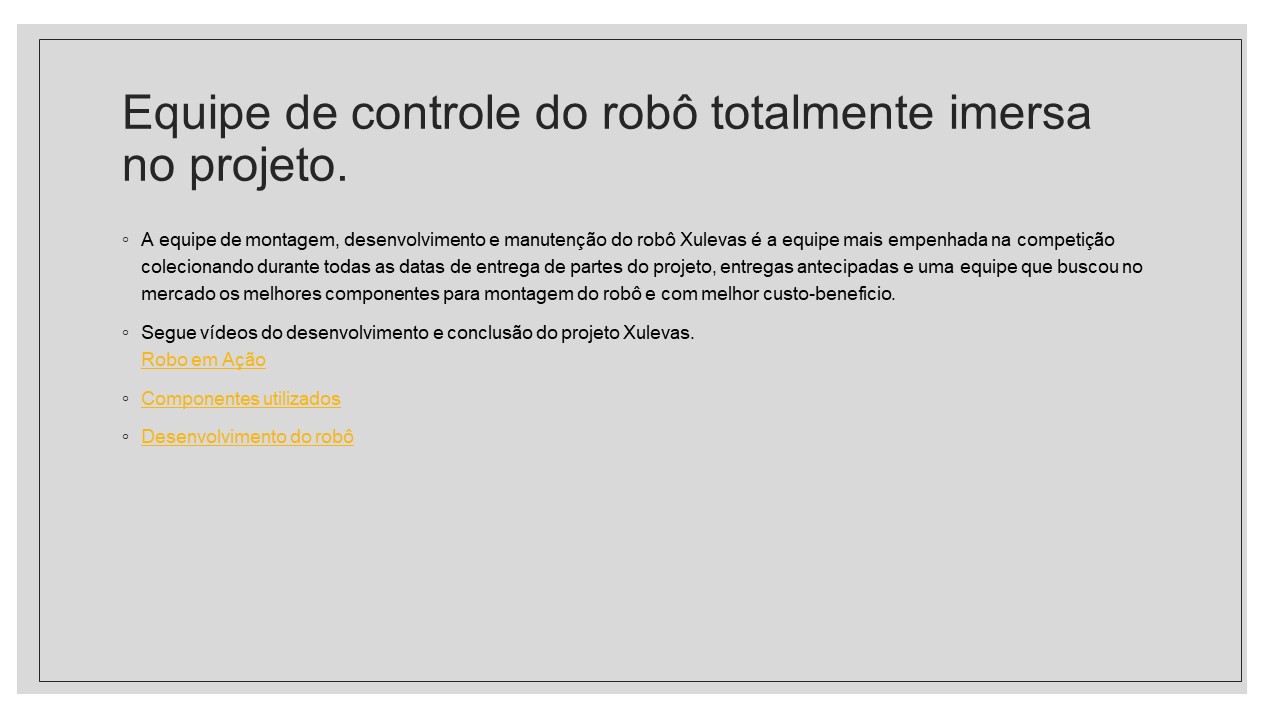 Equipe de controle do robô totalmente imersa
no projeto.
◦ A equipe de montagem, desenvolvimento e manutenção do robô Xulevas é a equipe mais empenhada na competição
colecionando durante todas as datas de entrega de partes do projeto, entregas antecipadas e uma equipe que buscou no
mercado os melhores componentes para montagem do robô e com melhor custo-beneficio.
◦ Segue vídeos do desenvolvimento e conclusão do projeto Xulevas.
Robo em Ação
◦ Componentes utilizados
◦ Desenvolvimento do robô